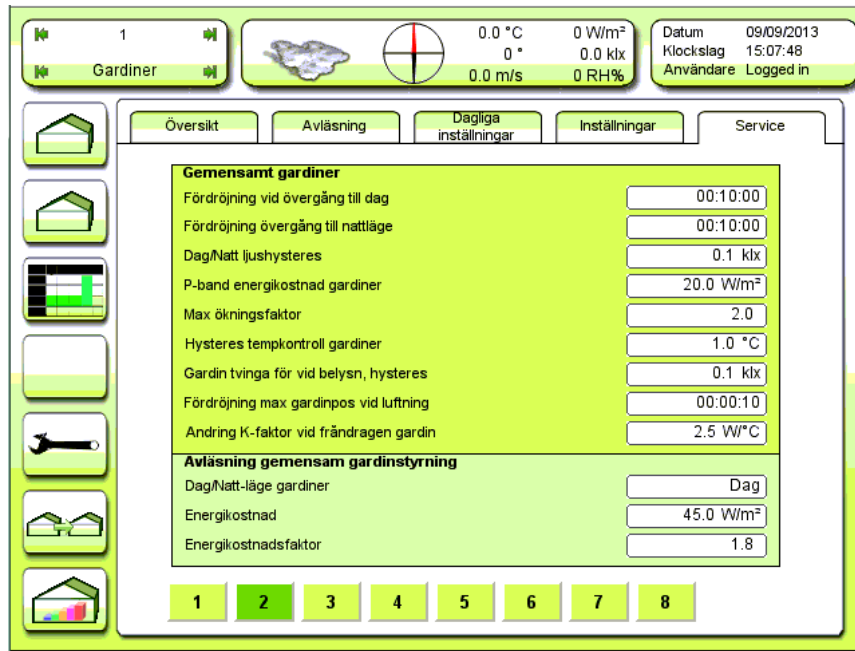 1
Gardiner
0.0 °C
0 °
0.0 m/s
0 W/m²
0.0 klx
0 RH%
Datum 09/09/2013
Klockslag 15:07:48
Användare Logged in
Översikt
Avläsning
Dagliga
inställningar
Inställningar
Service
Gemensamt gardiner
Fördröjning vid övergång till dag 00:10:00
Fördröjning övergång till nattläge 00:10:00
Dag/Natt ljushysteres 0.1 klx
P-band energikostnad gardiner 20.0 W/m²
Max ökningsfaktor 2.0
Hysteres tempkontroll gardiner 1.0 °C
Gardin tvinga för vid belysn, hysteres 0.1 klx
Fördröjning max gardinpos vid luftning 00:00:10
Andring K-faktor vid fråndragen gardin 2.5 W/°C
Avläsning gemensam gardinstyrning
Dag/Natt-läge gardiner Dag
Energikostnad 45.0 W/m²
Energikostnadsfaktor 1.8
1 2 3 4 5 6 7 8